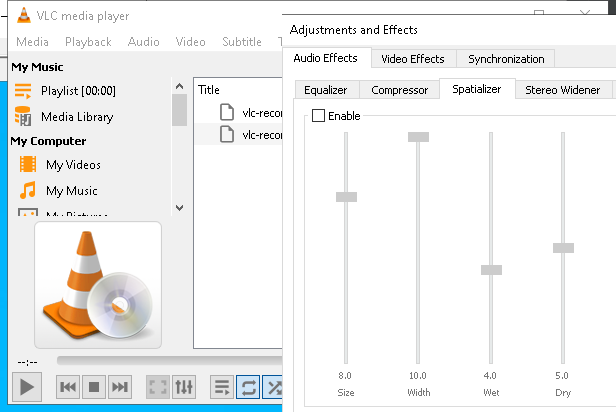 VLC media player
Media Playback Audio Video Subtitle
My Music
Playlist [00:00]
Media Library
My Computer
My Videos
My Music
My Pictures
Title
vlc-recor
vlc-recor
--:--
Adjustments and Effects
Audio Effects Video Effects Synchronization
Equalizer Compressor Spatializer Stereo Widener
Enable
8.0 10.0 4.0 5.0
Size Width Wet Dry